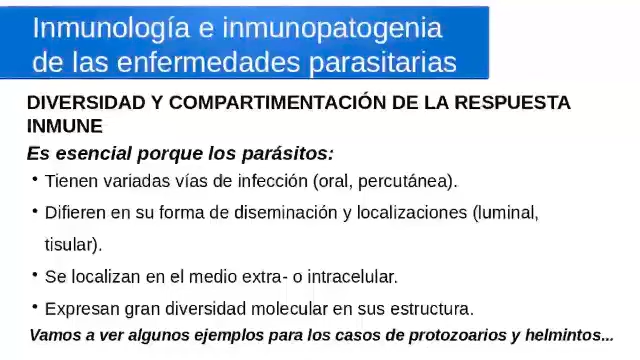 Inmunología e inmunopatogenia
de las enfermedades parasitarias
DIVERSIDAD Y COMPARTIMENTACIÓN DE LA RESPUESTA
INMUNE
Es esencial porque los parásitos:
• Tienen variadas vías de infección (oral, percutánea).
• Difieren en su forma de diseminación y localizaciones (luminal,
tisular).
• Se localizan en el medio extra- o intracelular.
• Expresan gran diversidad molecular en sus estructura.
Vamos a ver algunos ejemplos para los casos de protozoarios y helmintos...